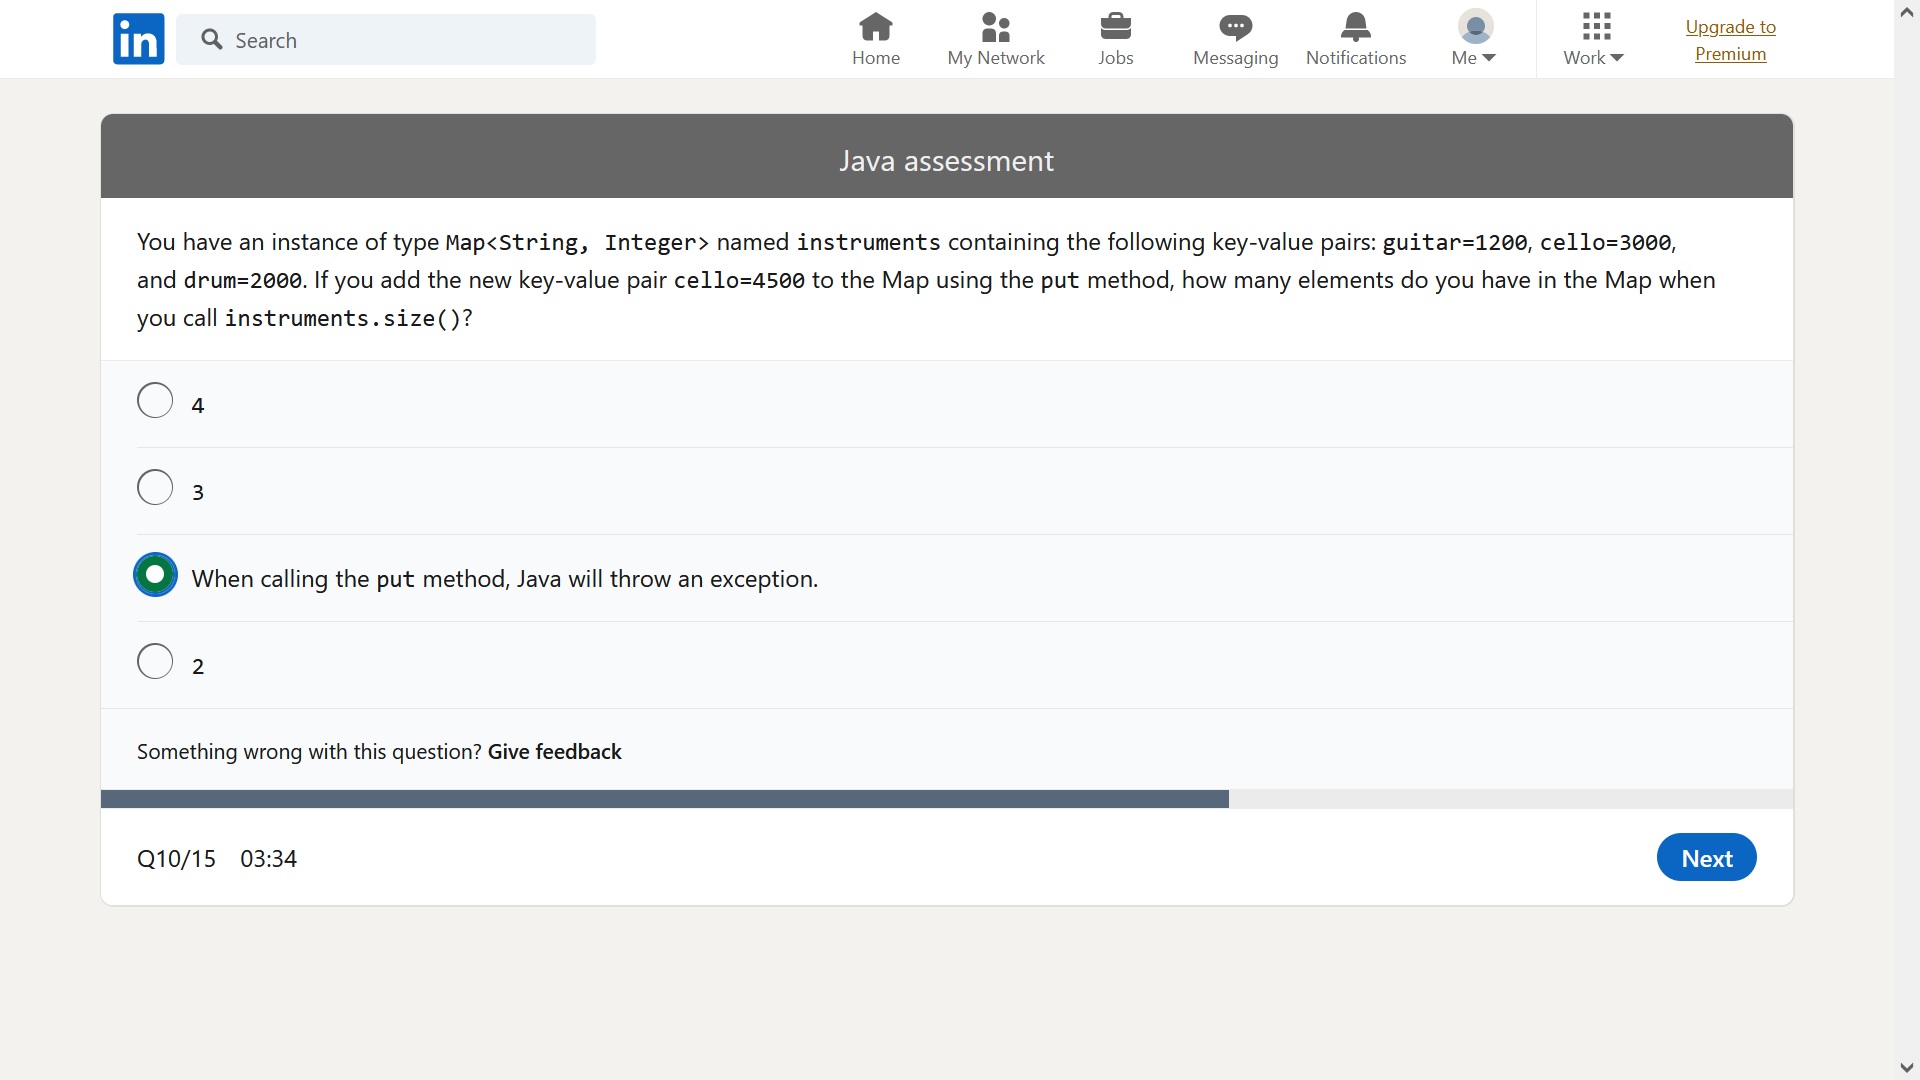 in
Search
Home
My Network
Jobs
Messaging
Notifications
Me
Work
Upgrade to
Premium
Java assessment
You have an instance of type Map<String, Integer> named instruments containing the following key-value pairs: guitar=1200, cello=3000,
and drum=2000. If you add the new key-value pair cello=4500 to the Map using the put method, how many elements do you have in the Map when
you call instruments.size()?
4
3
When calling the put method, Java will throw an exception.
2
Something wrong with this question? Give feedback
Q10/15 03:34
Next